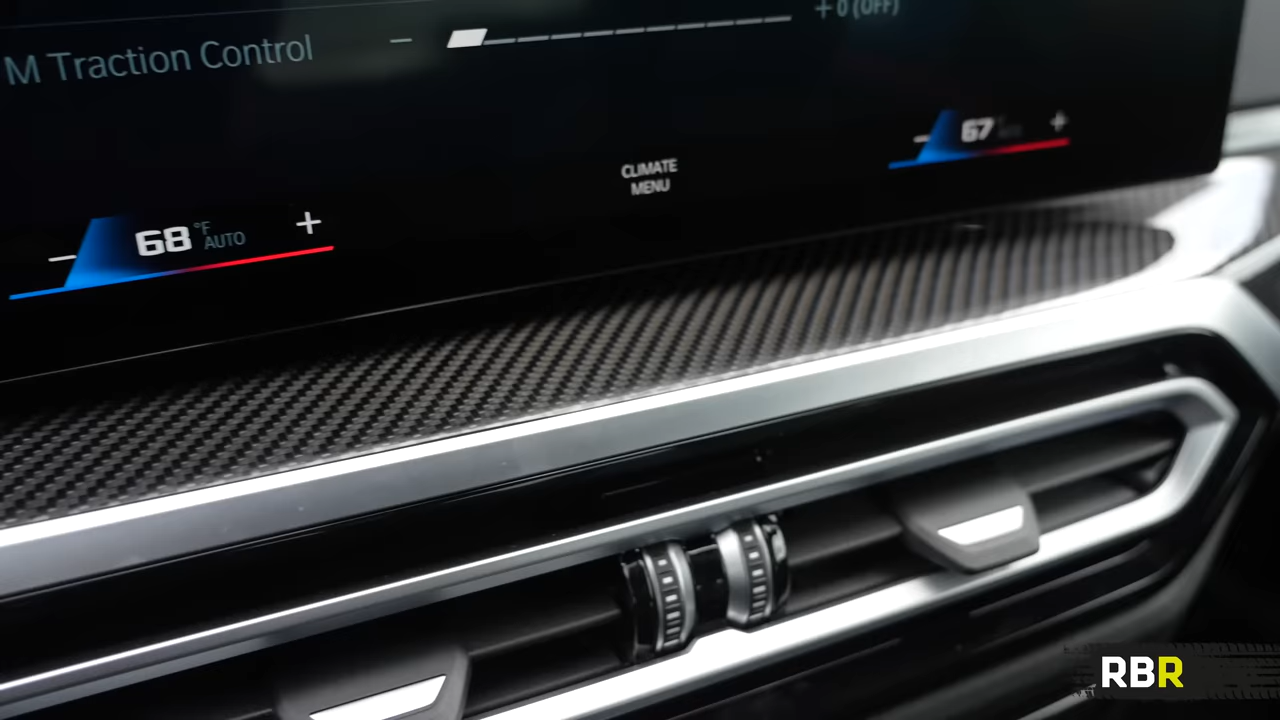 + 0 (OFF)
M Traction Control −
67 +
CLIMATE
MENU
− 68 °F AUTO +
RBR